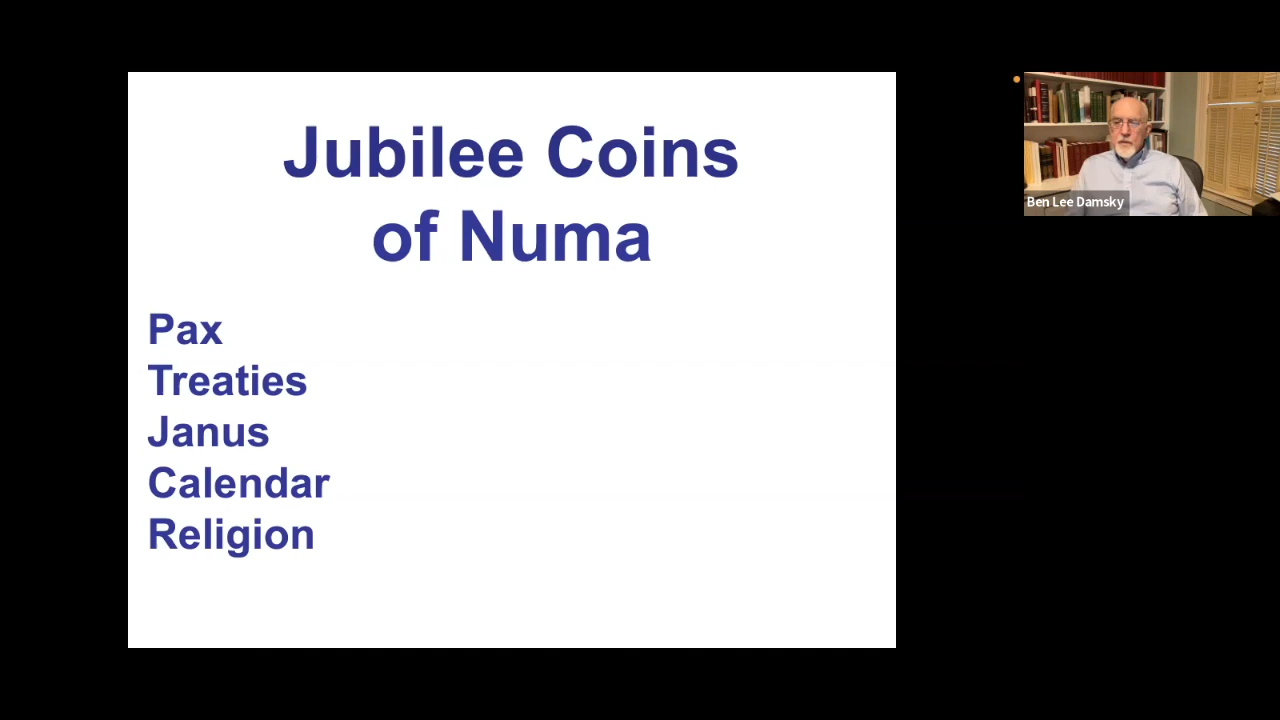 Jubilee Coins
of Numa
Pax
Treaties
Janus
Calendar
Religion
Ben Lee Damsky